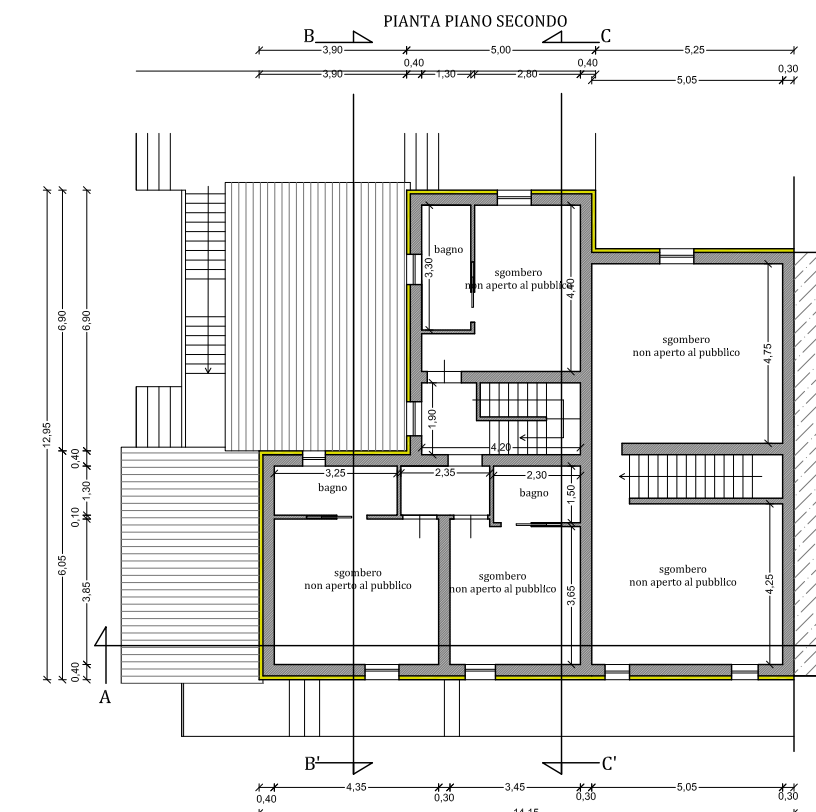 PIANTA PIANO SECONDO
B
C
3,90
5,00
5,25
0,40
0,40
0,30
3,90
1,30
2,80
5,05
bagno
3,30
sgombero
non aperto al pubblico
4,40
6,90
6,90
sgombero
non aperto al pubblico
4,75
1,90
4,20
12,95
0,40
3,25
2,35
2,30
bagno
bagno
1,30
1,50
0,10
6,05
sgombero
non aperto al pubblico
sgombero
non aperto al pubblico
sgombero
non aperto al pubblico
3,85
3,65
4,25
0,40
A
B'
C'
4,35
3,45
5,05
0,40
0,30
0,30
0,30
14,15